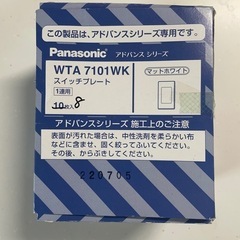 この製品は、アドバンスシリーズ専用です。
Panasonic アドバンス シリーズ
WTA 7101WK
スイッチプレート
マットホワイト
1連用
10枚入 8
アドバンスシリーズ 施工上のご注意
表面が汚れた場合は、中性洗剤を柔らかい布
などに含ませ、固く絞ってふいてください。
その後、からぶきしてください。
220705